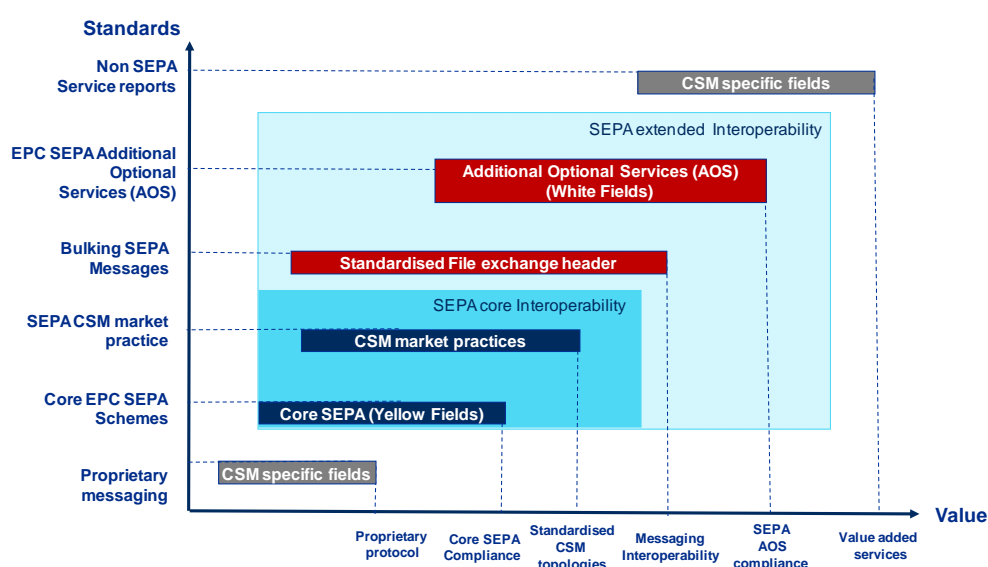 Standards
Non SEPA
Service reports
CSM specific fields
SEPA extended Interoperability
EPC SEPA Additional
Optional
Services (AOS)
Additional Optional Services (AOS)
(White Fields)
Bulking SEPA
Messages
Standardised File exchange header
SEPA core Interoperability
SEPA CSM market
practice
CSM market practices
Core EPC SEPA
Schemes
Core SEPA (Yellow Fields)
Proprietary
messaging
CSM specific fields
Value
Proprietary
protocol
Core SEPA
Compliance
Standardised
CSM
topologies
Messaging
Interoperability
SEPA
AOS
compliance
Value added
services